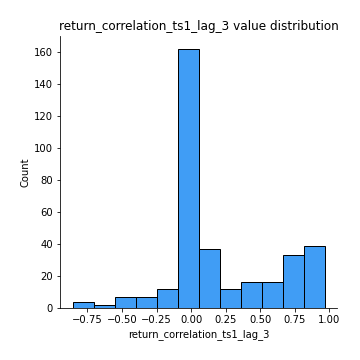 return_correlation_ts1_lag_3 value distribution
160
140
120
100
80
60
40
20
0
Count
−0.75 −0.50 −0.25 0.00 0.25 0.50 0.75 1.00
return_correlation_ts1_lag_3